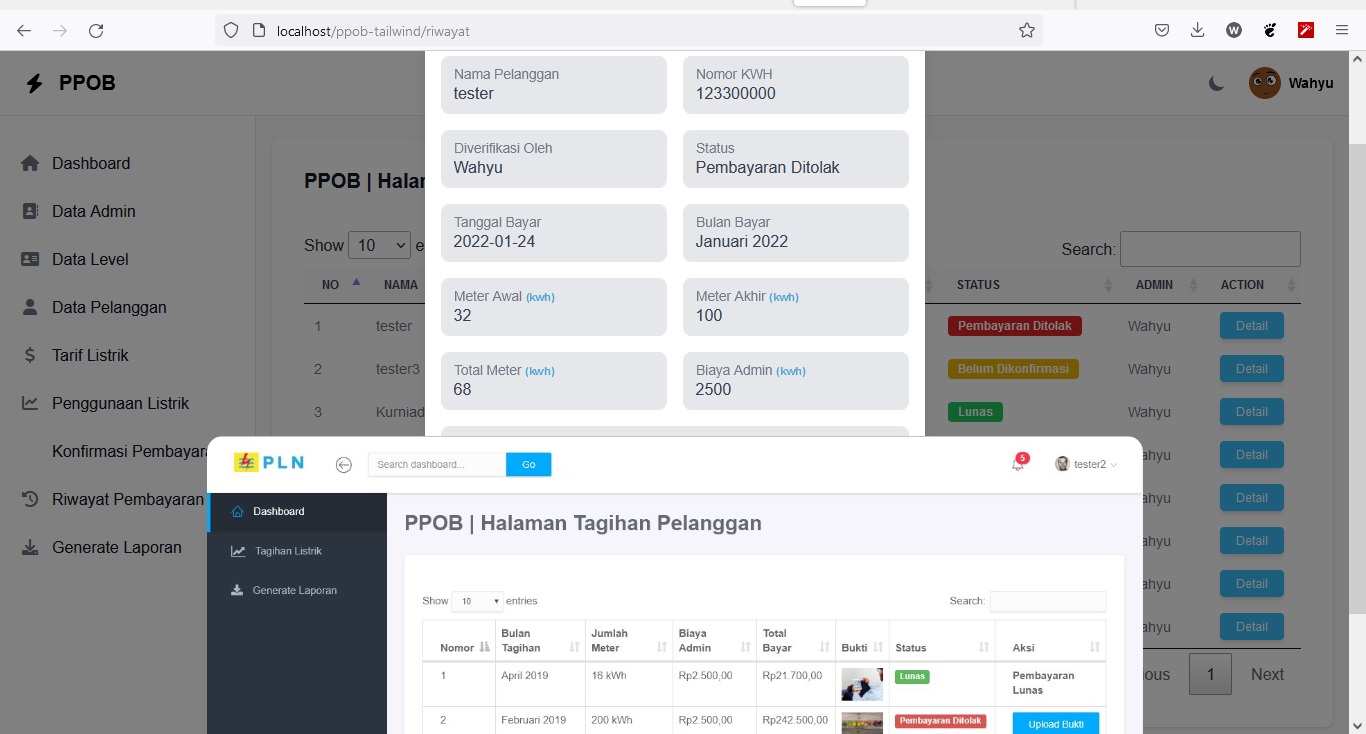 localhost/ppob-tailwind/riwayat
W
PPOB
Wahyu
Dashboard
Data Admin
Data Level
Data Pelanggan
Tarif Listrik
Penggunaan Listrik
Konfirmasi Pembayara
Riwayat Pembayaran
Generate Laporan
PPOB | Halar
Show 10 e
Search:
NO NAMA STATUS ADMIN ACTION
1 tester Pembayaran Ditolak Wahyu Detail
2 tester3 Belum Dikonfirmasi Wahyu Detail
3 Kurniad Lunas Wahyu Detail
ahyu Detail
ahyu Detail
ahyu Detail
ahyu Detail
ahyu Detail
ious 1 Next
Nama Pelanggan
tester
Nomor KWH
123300000
Diverifikasi Oleh
Wahyu
Status
Pembayaran Ditolak
Tanggal Bayar
2022-01-24
Bulan Bayar
Januari 2022
Meter Awal (kwh)
32
Meter Akhir (kwh)
100
Total Meter (kwh)
68
Biaya Admin (kwh)
2500
PLN
Search dashboard...
Go
5
tester2
Dashboard
Tagihan Listrik
Generate Laporan
PPOB | Halaman Tagihan Pelanggan
Show 10 entries
Search:
Nomor Bulan Tagihan Jumlah Meter Biaya Admin Total Bayar Bukti Status Aksi
1 April 2019 16 kWh Rp2.500,00 Rp21.700,00 Lunas Pembayaran Lunas
2 Februari 2019 200 kWh Rp2.500,00 Rp242.500,00 Pembayaran Ditolak Upload Bukti